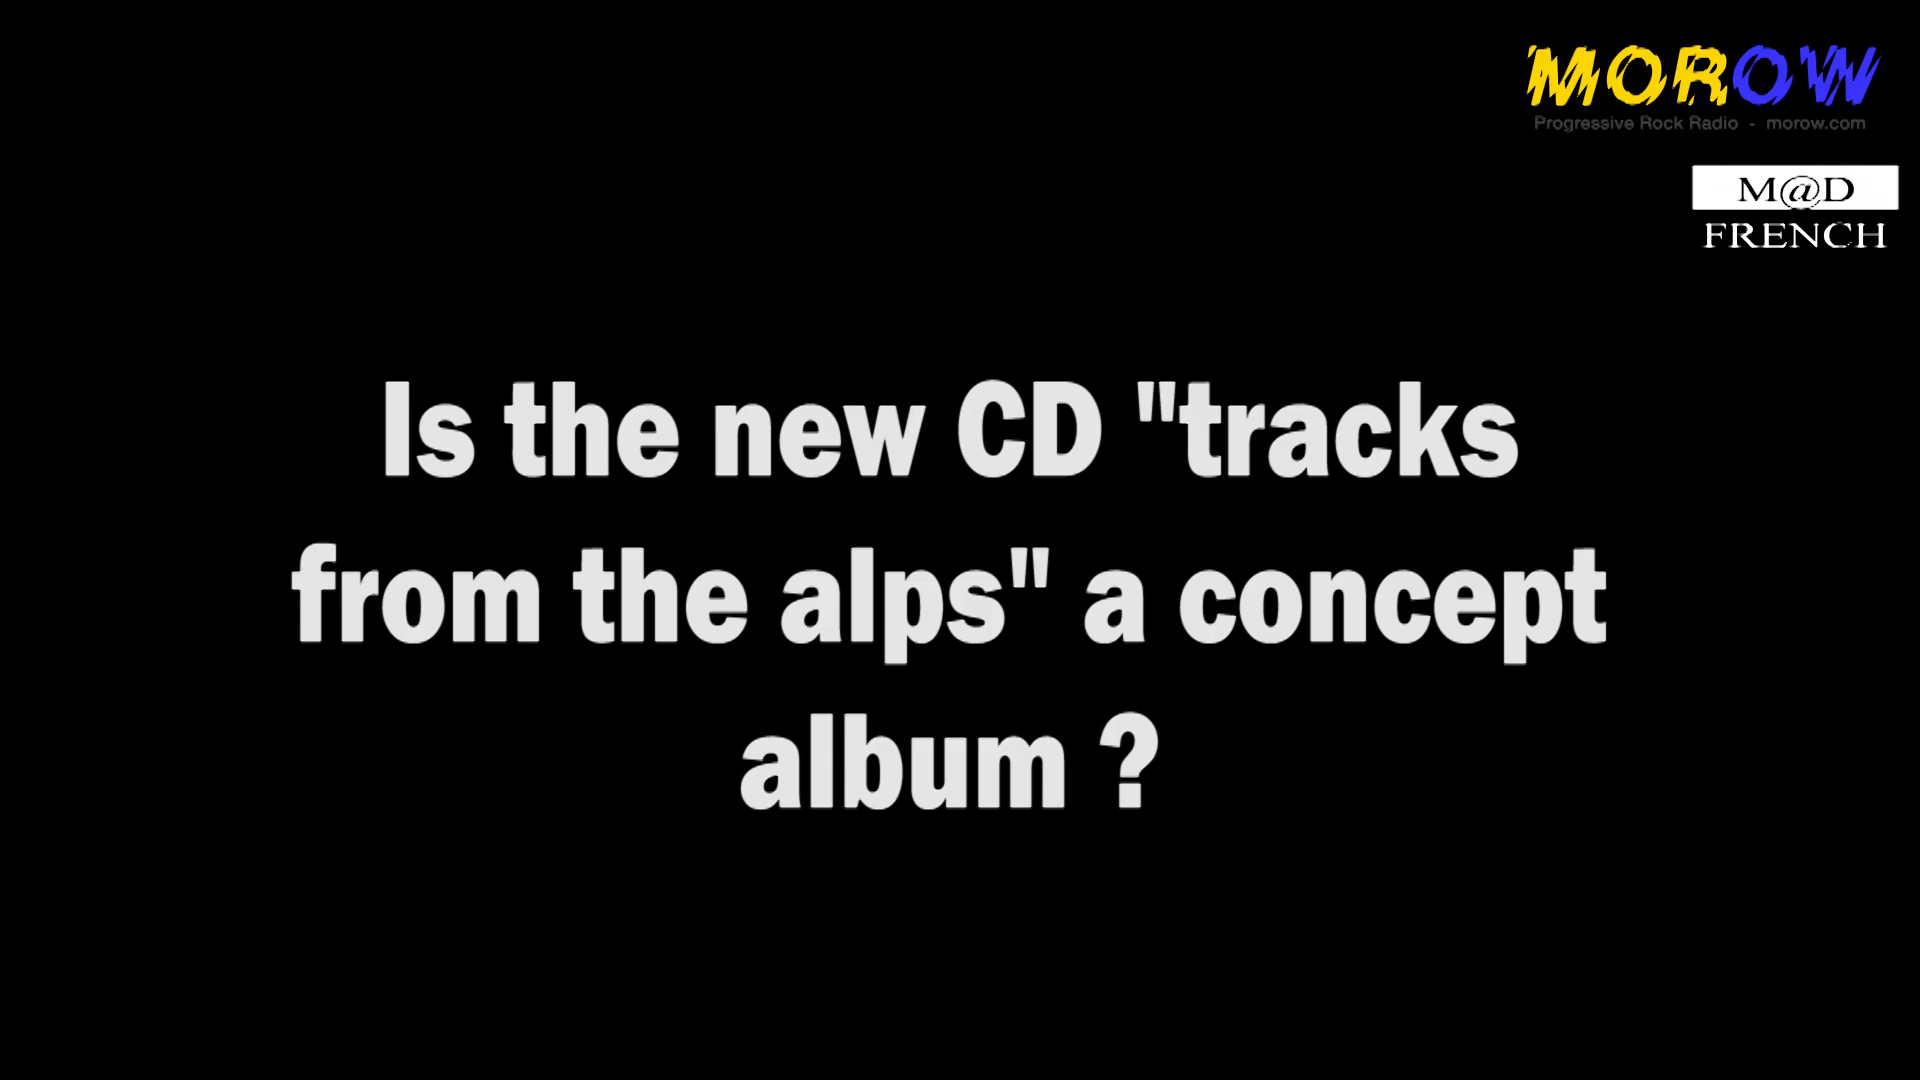 MOROW
Progressive Rock Radio - morow.com
M@D
FRENCH
Is the new CD "tracks
from the alps" a concept
album ?